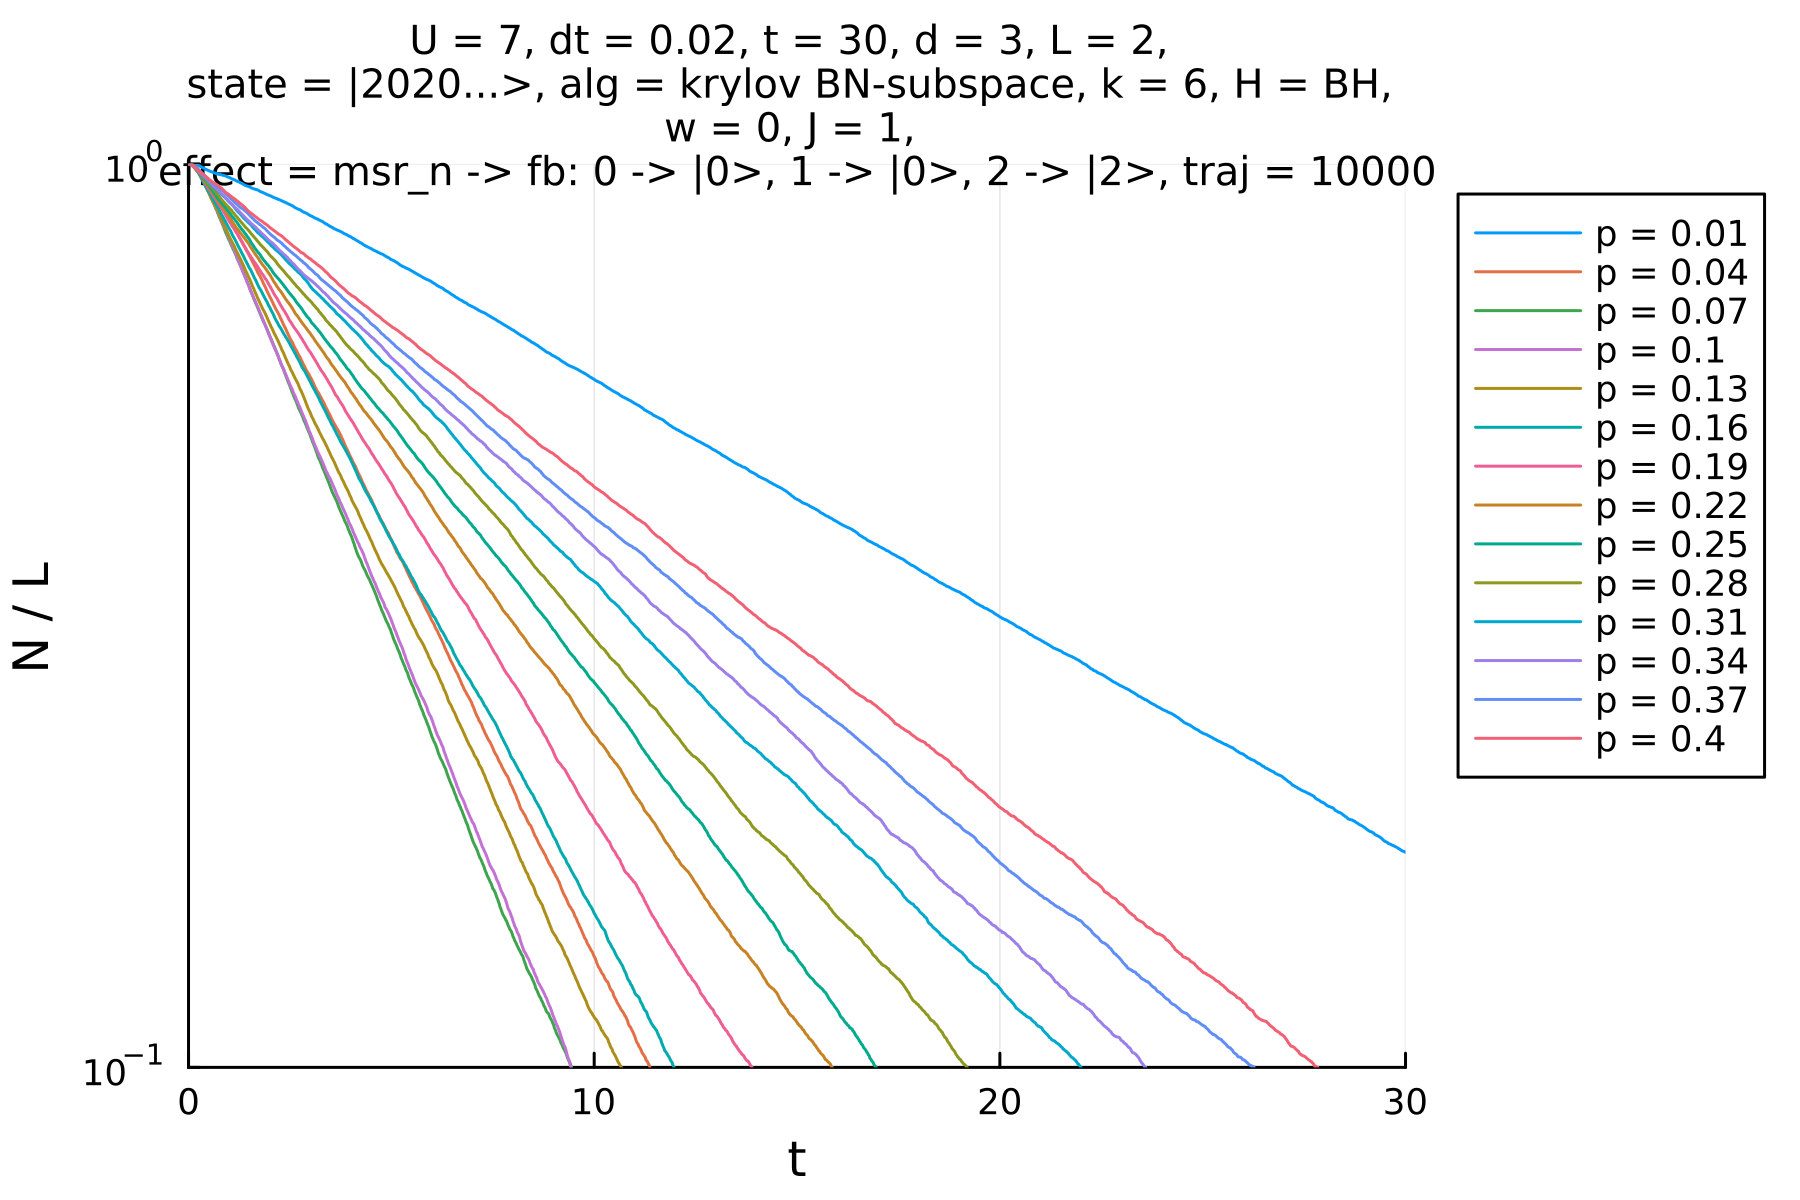 U = 7, dt = 0.02, t = 30, d = 3, L = 2,
state = |2020...>, alg = krylov BN-subspace, k = 6, H = BH,
w = 0, J = 1,
effect = msr_n -> fb: 0 -> |0>, 1 -> |0>, 2 -> |2>, traj = 10000
10⁰
10⁻¹
N / L
0 10 20 30
t
p = 0.01
p = 0.04
p = 0.07
p = 0.1
p = 0.13
p = 0.16
p = 0.19
p = 0.22
p = 0.25
p = 0.28
p = 0.31
p = 0.34
p = 0.37
p = 0.4